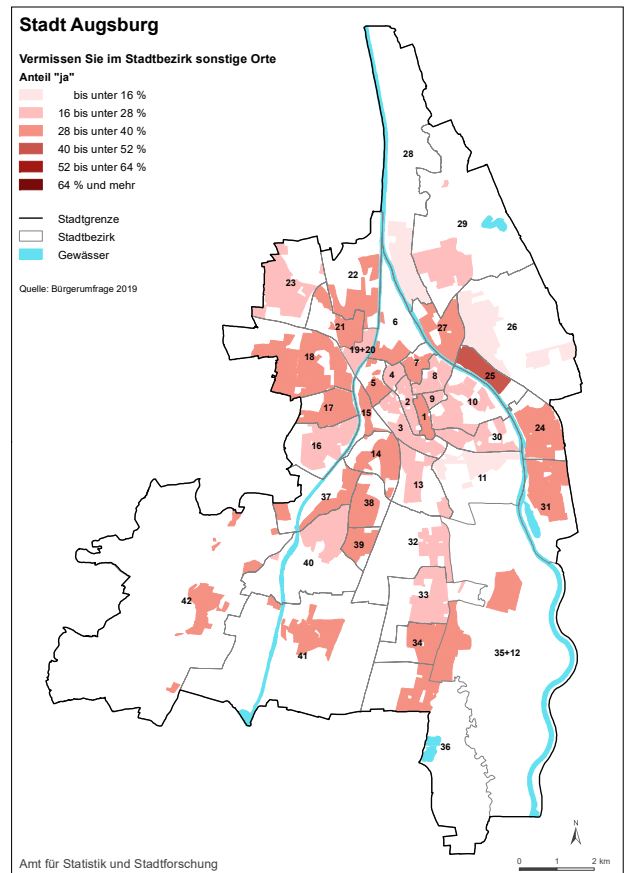 Stadt Augsburg
Vermissen Sie im Stadtbezirk sonstige Orte
Anteil "ja"
bis unter 16 %
16 bis unter 28 %
28 bis unter 40 %
40 bis unter 52 %
52 bis unter 64 %
64 % und mehr
Stadtgrenze
Stadtbezirk
Gewässer
Quelle: Bürgerumfrage 2019
28
29
22
23
6
26
21
27
19+20
18
7
25
4
8
5
2
9
10
17
15
1
24
3
30
16
14
11
13
37
38
31
32
39
40
33
42
34
41
35+12
36
N
Amt für Statistik und Stadtforschung
0 1 2 km